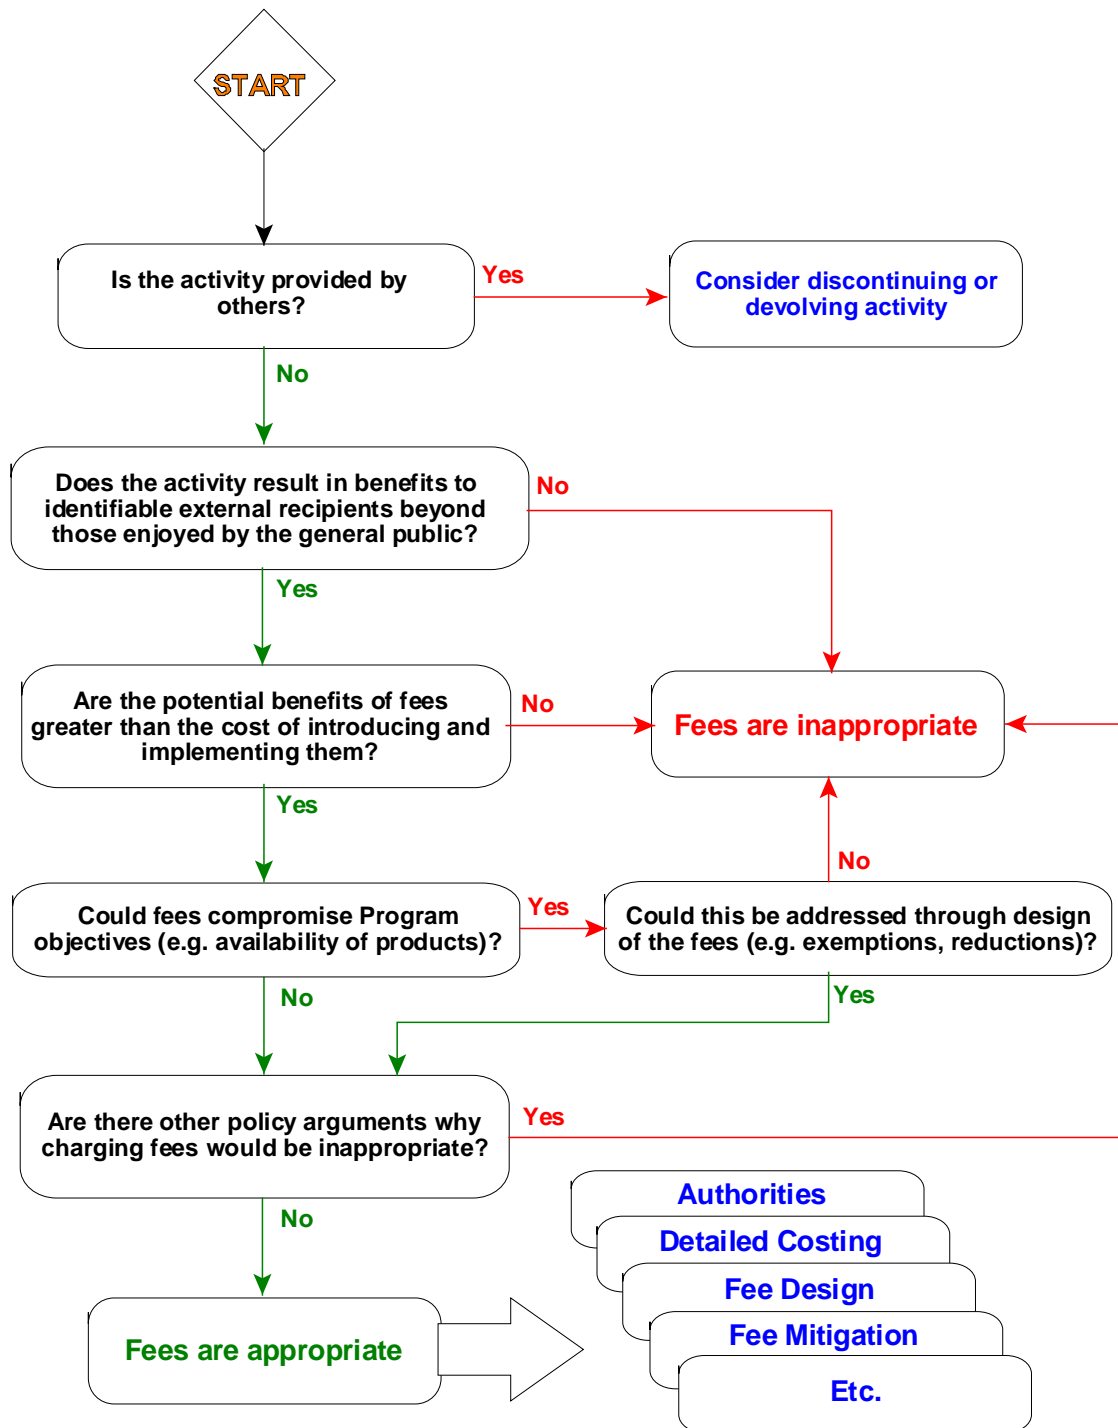 START
Is the activity provided by
others?
Yes
Consider discontinuing or
devolving activity
No
Does the activity result in benefits to
identifiable external recipients beyond
those enjoyed by the general public?
No
Yes
Are the potential benefits of fees
greater than the cost of introducing and
implementing them?
No
Fees are inappropriate
Yes
No
Could fees compromise Program
objectives (e.g. availability of products)?
Yes
Could this be addressed through design
of the fees (e.g. exemptions, reductions)?
No
Yes
Are there other policy arguments why
charging fees would be inappropriate?
Yes
No
Authorities
Detailed Costing
Fee Design
Fee Mitigation
Etc.
Fees are appropriate